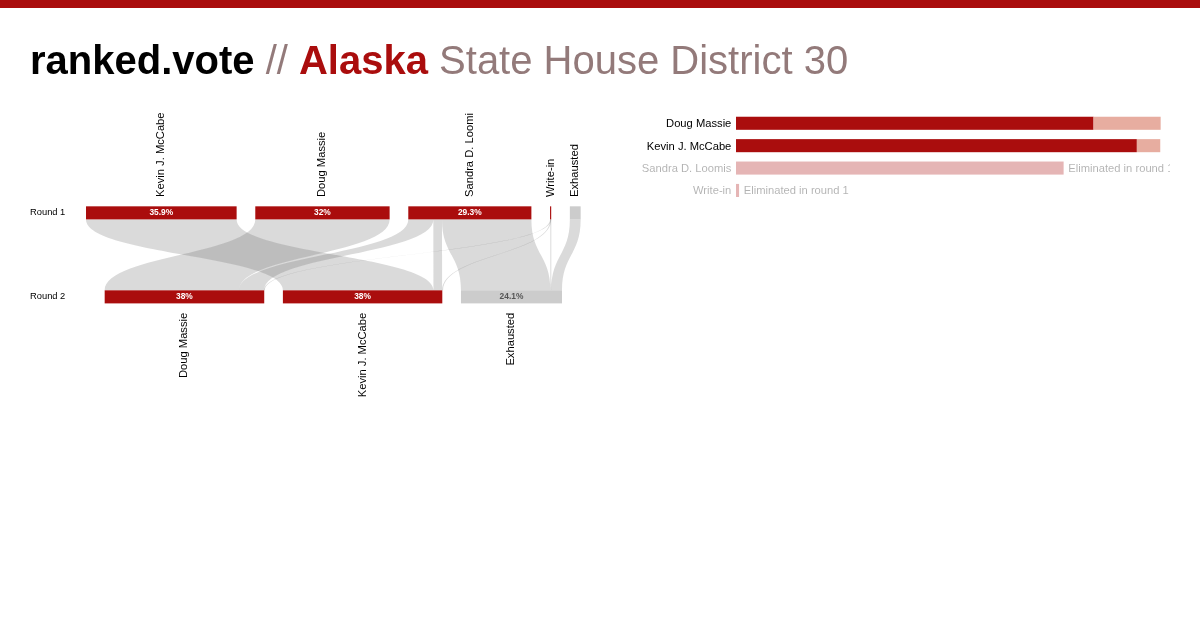 ranked.vote // Alaska State House District 30
Kevin J. McCabe
Doug Massie
Sandra D. Loomi
Write-in
Exhausted
Round 1
35.9%
32%
29.3%
Round 2
38%
38%
24.1%
Doug Massie
Kevin J. McCabe
Exhausted
Doug Massie
Kevin J. McCabe
Sandra D. Loomis Eliminated in round
Write-in Eliminated in round 1